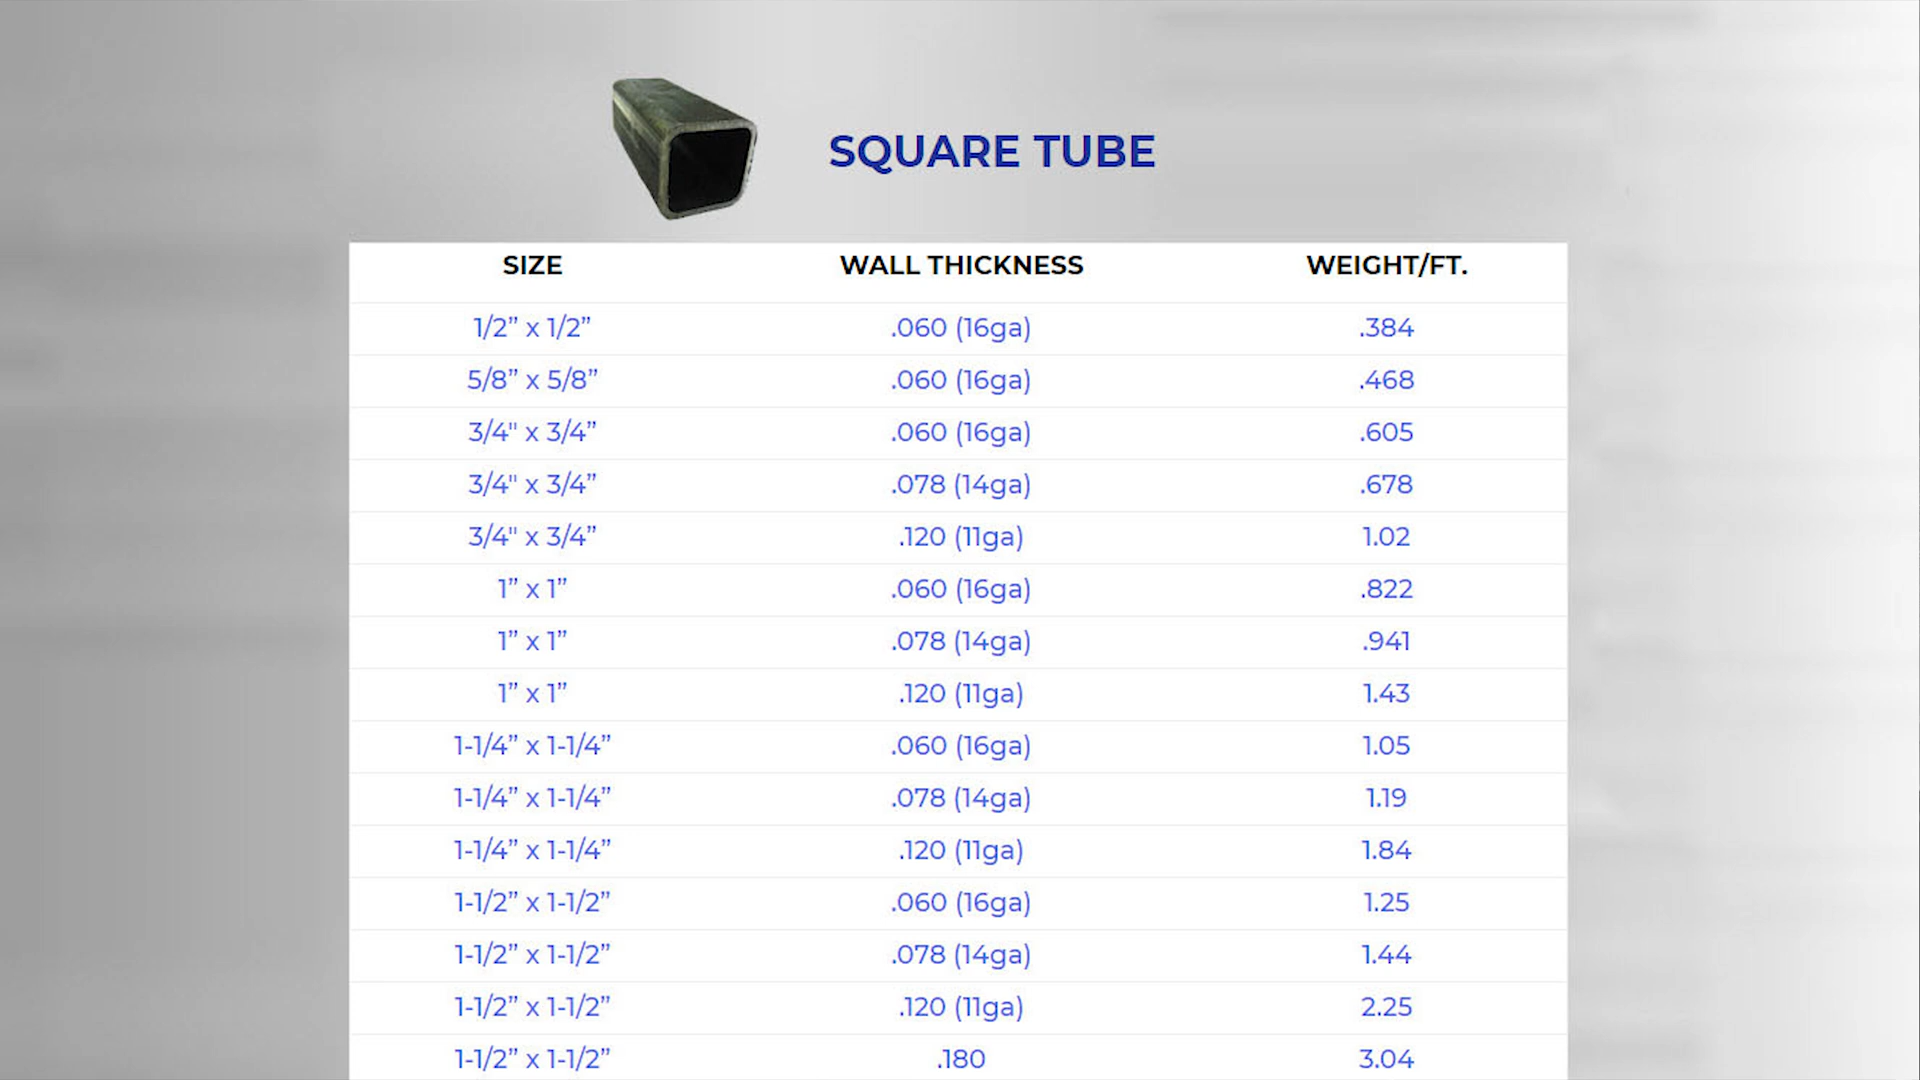 SQUARE TUBE
SIZE WALL THICKNESS WEIGHT/FT.
1/2” x 1/2” .060 (16ga) .384
5/8” x 5/8” .060 (16ga) .468
3/4" x 3/4” .060 (16ga) .605
3/4" x 3/4” .078 (14ga) .678
3/4" x 3/4” .120 (11ga) 1.02
1” x 1” .060 (16ga) .822
1” x 1” .078 (14ga) .941
1” x 1” .120 (11ga) 1.43
1-1/4” x 1-1/4” .060 (16ga) 1.05
1-1/4” x 1-1/4” .078 (14ga) 1.19
1-1/4” x 1-1/4” .120 (11ga) 1.84
1-1/2” x 1-1/2” .060 (16ga) 1.25
1-1/2” x 1-1/2” .078 (14ga) 1.44
1-1/2” x 1-1/2” .120 (11ga) 2.25
1-1/2” x 1-1/2” .180 3.04